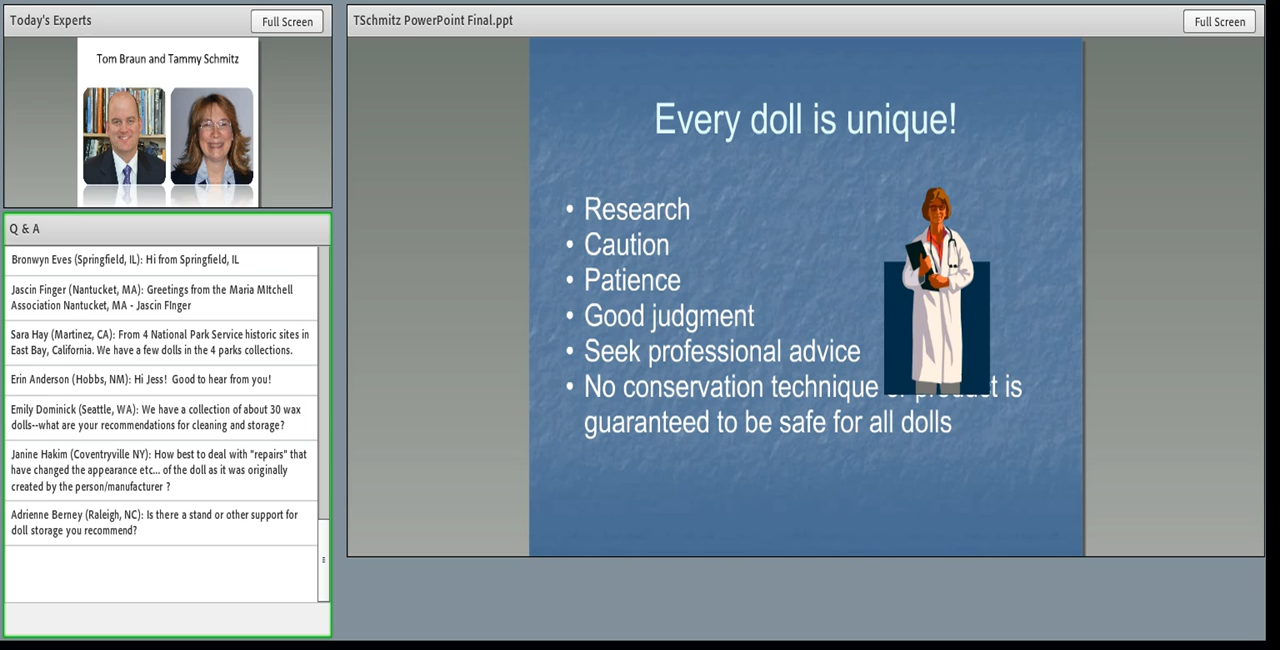 Today's Experts
Full Screen
Tom Braun and Tammy Schmitz
Q & A
Bronwyn Eves (Springfield, IL): Hi from Springfield, IL
Jascin Finger (Nantucket, MA): Greetings from the Maria MItchell
Association Nantucket, MA - Jascin FInger
Sara Hay (Martinez, CA): From 4 National Park Service historic sites in
East Bay, California. We have a few dolls in the 4 parks collections.
Erin Anderson (Hobbs, NM): Hi Jess! Good to hear from you!
Emily Dominick (Seattle, WA): We have a collection of about 30 wax
dolls--what are your recommendations for cleaning and storage?
Janine Hakim (Coventryville NY): How best to deal with "repairs" that
have changed the appearance etc... of the doll as it was originally
created by the person/manufacturer ?
Adrienne Berney (Raleigh, NC): Is there a stand or other support for
doll storage you recommend?
TSchmitz PowerPoint Final.ppt
Full Screen
Every doll is unique!
• Research
• Caution
• Patience
• Good judgment
• Seek professional advice
• No conservation technique or product is
guaranteed to be safe for all dolls